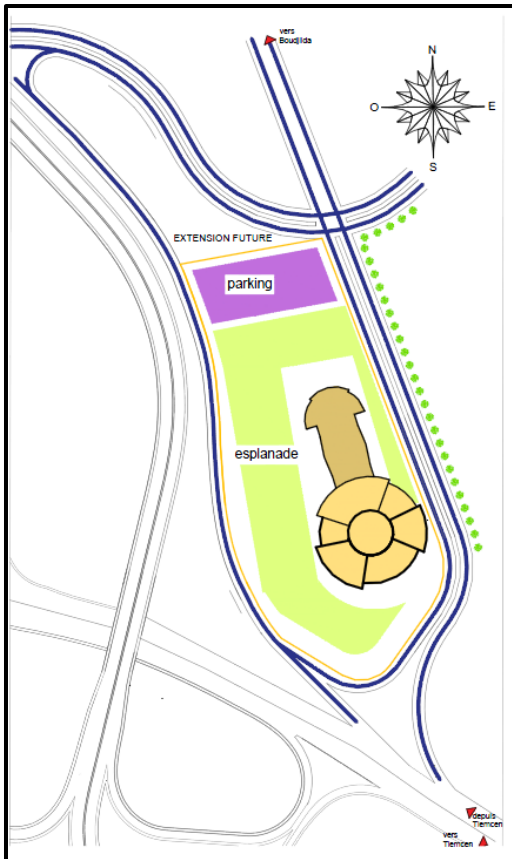 vers
Boudjlida
N
O
E
S
EXTENSION FUTURE
parking
esplanade
depuis
Tlemcen
vers
Tlemcen